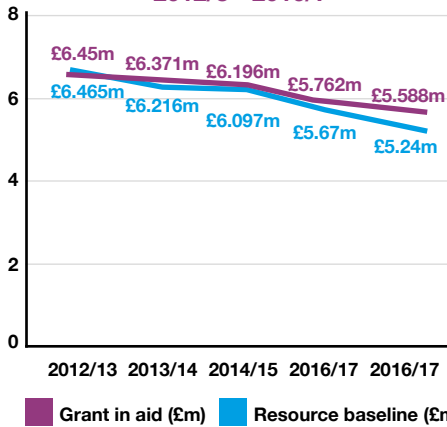 8
£6.45m £6.371m £6.196m £5.762m £5.588m
6
£6.465m £6.216m £6.097m £5.67m £5.24m
4
2
0
2012/13 2013/14 2014/15 2016/17 2016/17
Grant in aid (£m) Resource baseline (£